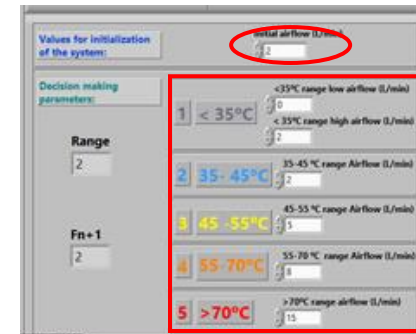 Values for initialization
of the system:
Initial airflow (L/min)
2
Decision making
parameters:
Range
2
Fn+1
2
1 < 35ºC
<35ºC range low airflow (L/min)
0
< 35ºC range high airflow (L/min)
2
2 35- 45ºC
35-45 ºC range Airflow (L/min)
2
3 45 -55ºC
45-55 ºC range Airflow (L/min)
5
4 55-70ºC
55-70 ºC range Airflow (L/min)
8
5 >70ºC
>70ºC range airflow (L/min)
15